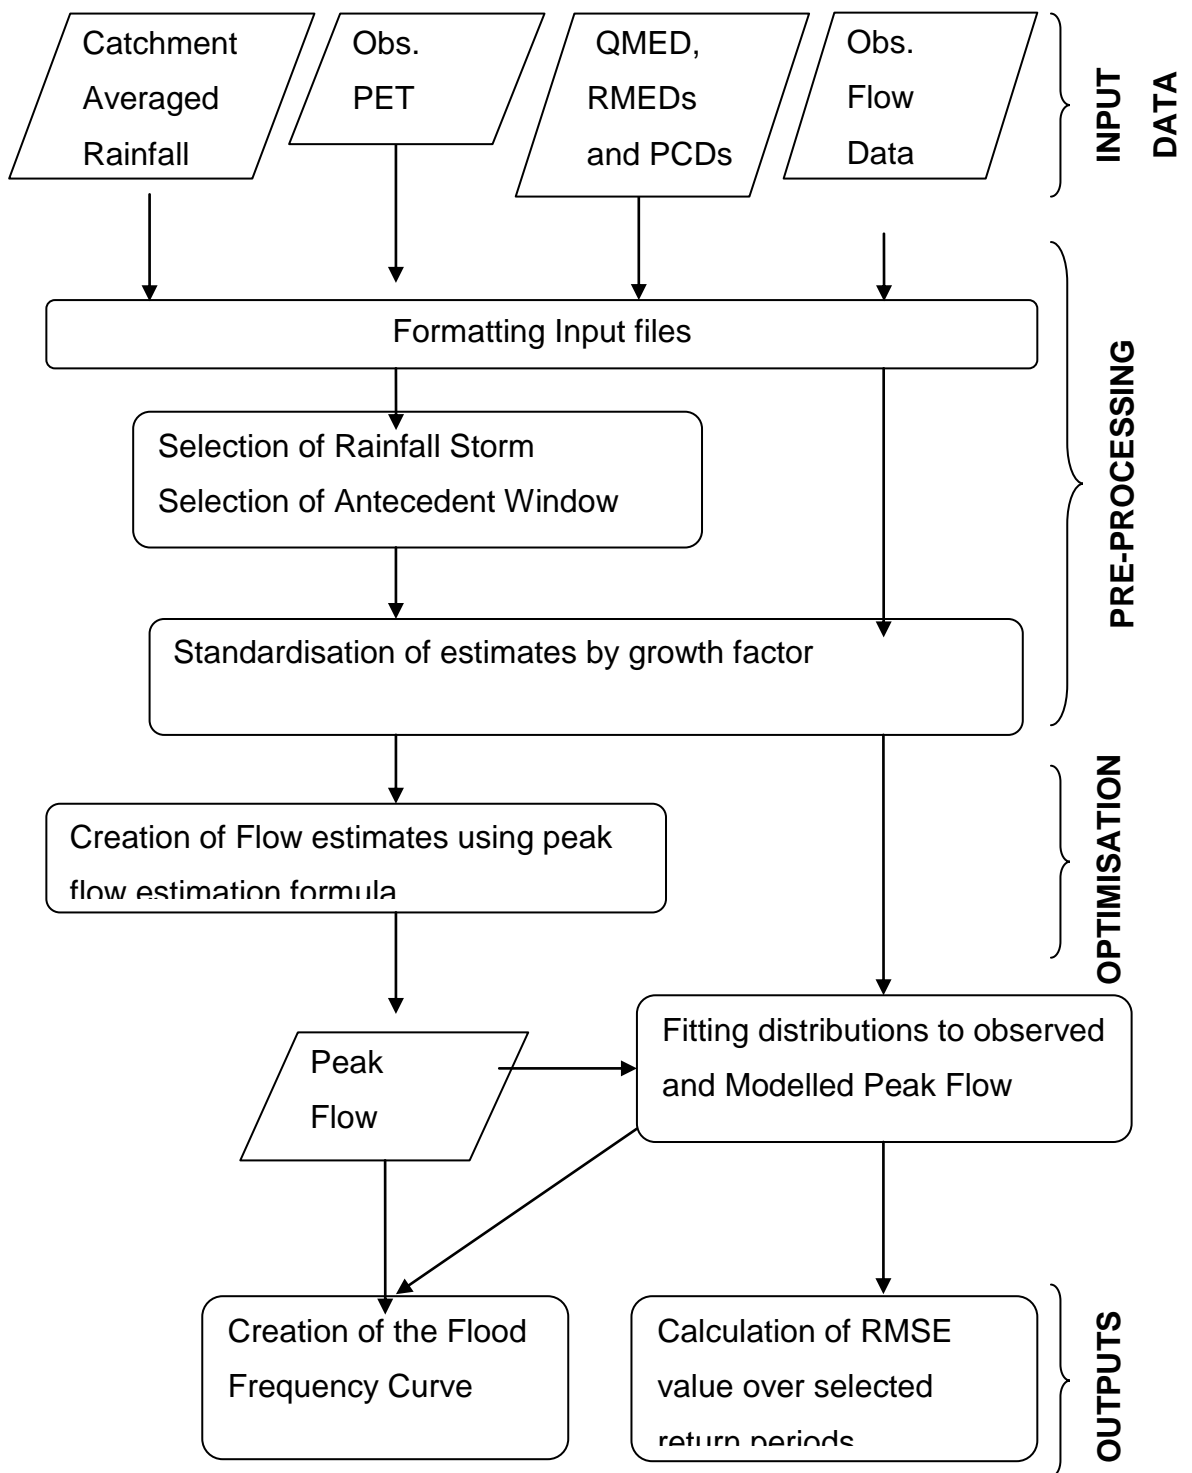 Catchment
Averaged
Rainfall
Obs.
PET
QMED,
RMEDs
and PCDs
Obs.
Flow
Data
INPUT
DATA
Formatting Input files
Selection of Rainfall Storm
Selection of Antecedent Window
PRE-PROCESSING
Standardisation of estimates by growth factor
Creation of Flow estimates using peak
flow estimation formula
OPTIMISATION
Peak
Flow
Fitting distributions to observed
and Modelled Peak Flow
Creation of the Flood
Frequency Curve
Calculation of RMSE
value over selected
return periods
OUTPUTS